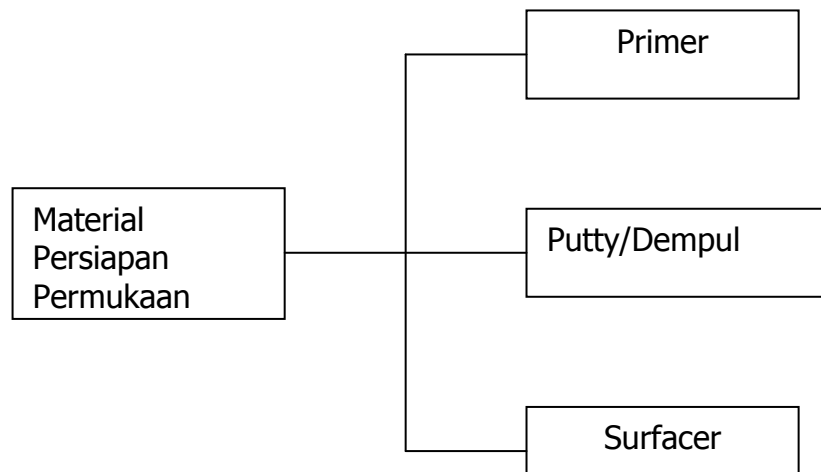 Primer
Material
Persiapan
Permukaan
Putty/Dempul
Surfacer